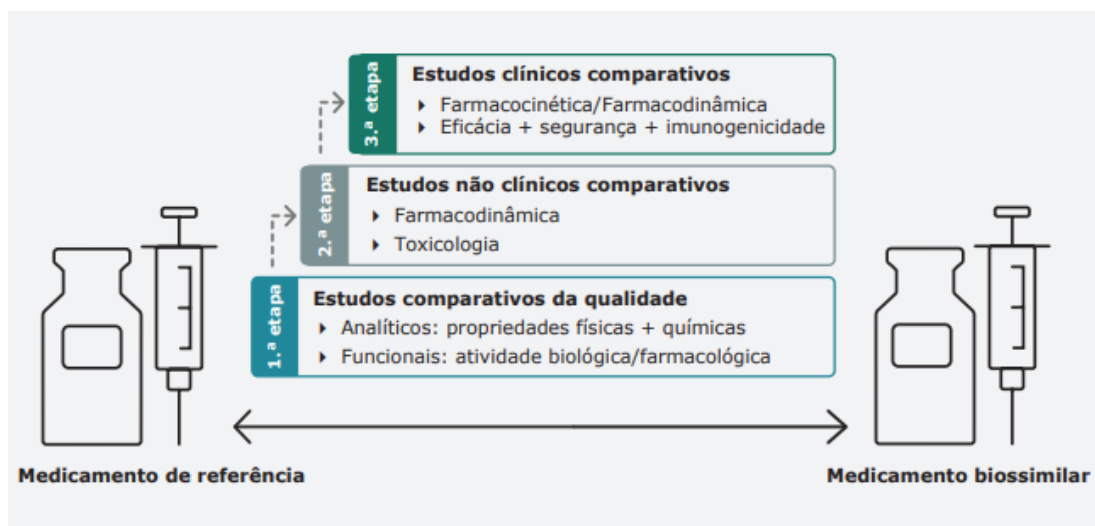 3.ª etapa
Estudos clínicos comparativos
Farmacocinética/Farmacodinâmica
Eficácia + segurança + imunogenicidade
2.ª etapa
Estudos não clínicos comparativos
Farmacodinâmica
Toxicologia
1.ª etapa
Estudos comparativos da qualidade
Analíticos: propriedades físicas + químicas
Funcionais: atividade biológica/farmacológica
Medicamento de referência
Medicamento biossimilar